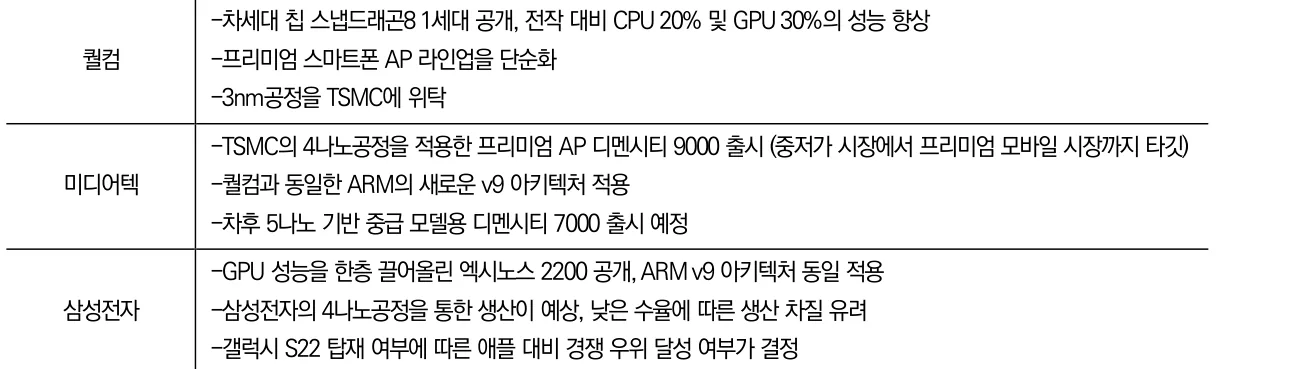 -차세대 칩 스냅드래곤8 1세대 공개, 전작 대비 CPU 20% 및 GPU 30%의 성능 향상
퀄컴
-프리미엄 스마트폰 AP 라인업을 단순화
-3nm공정을 TSMC에 위탁
-TSMC의 4나노공정을 적용한 프리미엄 AP 디멘시티 9000 출시 (중저가 시장에서 프리미엄 모바일 시장까지 타깃)
미디어텍
-퀄컴과 동일한 ARM의 새로운 v9 아키텍처 적용
-차후 5나노 기반 중급 모델용 디멘시티 7000 출시 예정
-GPU 성능을 한층 끌어올린 엑시노스 2200 공개, ARM v9 아키텍처 동일 적용
삼성전자
-삼성전자의 4나노공정을 통한 생산이 예상, 낮은 수율에 따른 생산 차질 유려
-갤럭시 S22 탑재 여부에 따른 애플 대비 경쟁 우위 달성 여부가 결정